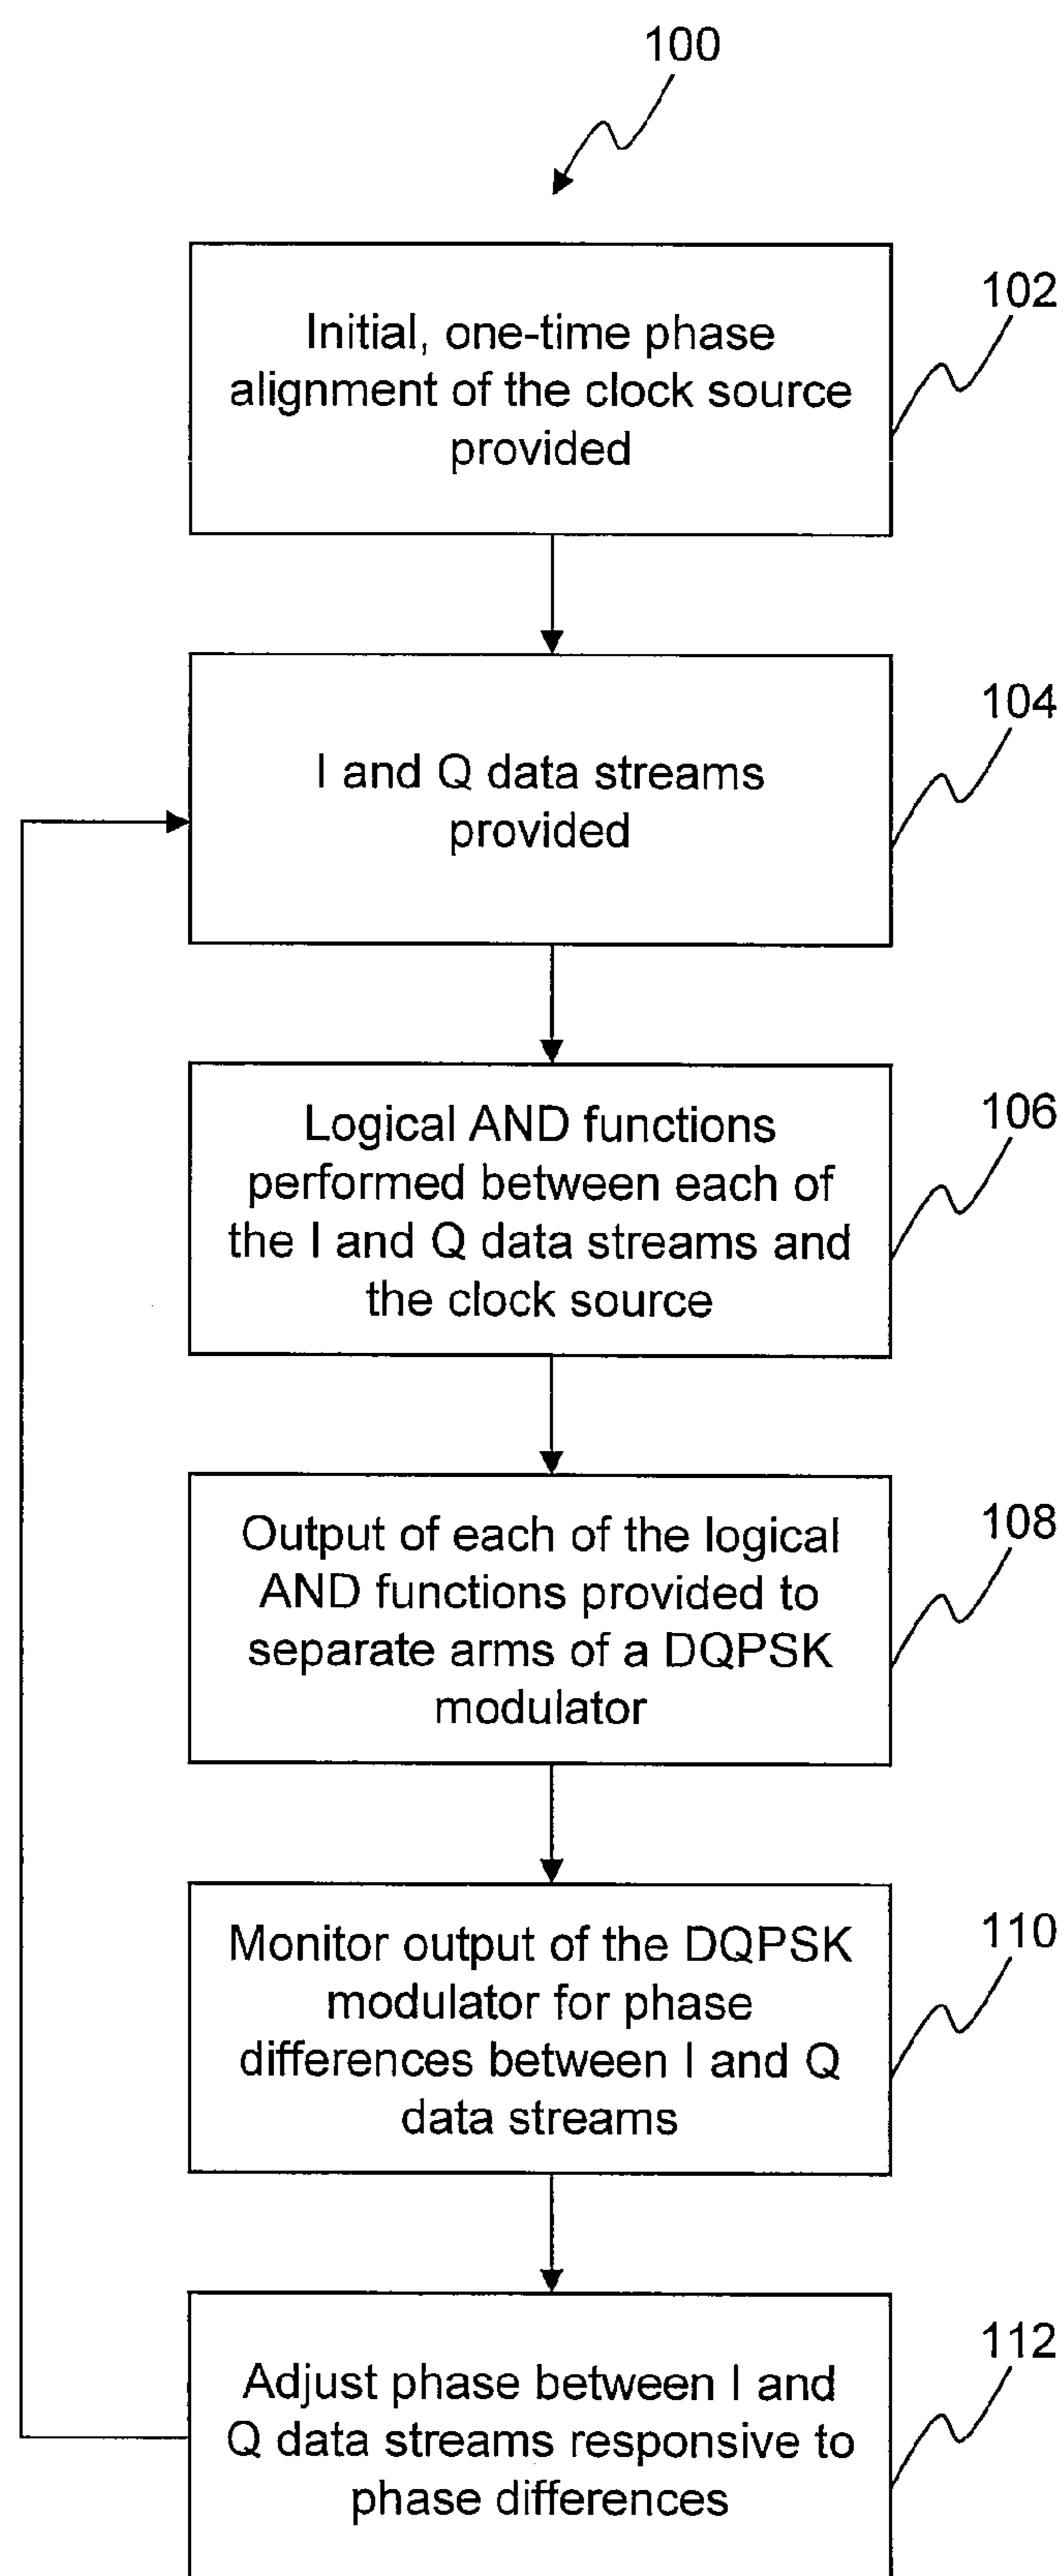 100
102
Initial, one-time phase
alignment of the clock source
provided
104
I and Q data streams
provided
106
Logical AND functions
performed between each of
the I and Q data streams and
the clock source
108
Output of each of the logical
AND functions provided to
separate arms of a DQPSK
modulator
110
Monitor output of the DQPSK
modulator for phase
differences between I and Q
data streams
112
Adjust phase between I and
Q data streams responsive to
phase differences